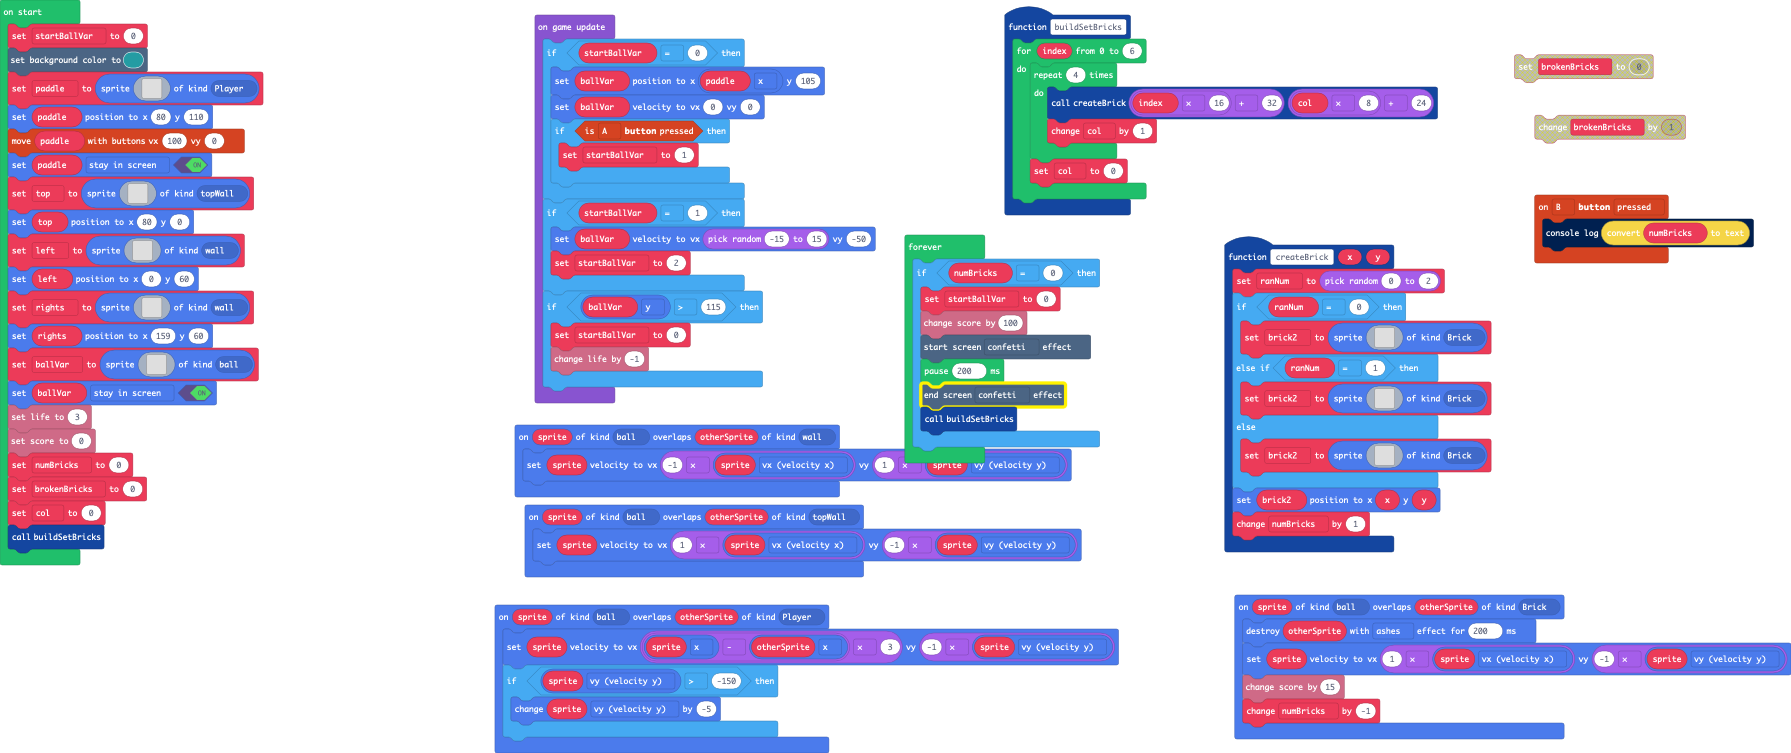 on start
set startBallVar to 0
set background color to
set paddle to sprite of kind Player
set paddle position to x 80 y 110
move paddle with buttons vx 100 vy 0
set paddle stay in screen ON
set top to sprite of kind topWall
set top position to x 80 y 0
set left to sprite of kind wall
set left position to x 0 y 60
set rights to sprite of kind wall
set rights position to x 159 y 60
set ballVar to sprite of kind ball
set ballVar stay in screen ON
set life to 3
set score to 0
set numBricks to 0
set brokenBricks to 0
set col to 0
call buildSetBricks
on game update
if startBallVar = 0 then
set ballVar position to x paddle x y 105
set ballVar velocity to vx 0 vy 0
if is A button pressed then
set startBallVar to 1
if startBallVar = 1 then
set ballVar velocity to vx pick random -15 to 15 vy -50
set startBallVar to 2
if ballVar y > 115 then
set startBallVar to 0
change life by -1
on sprite of kind ball overlaps otherSprite of kind wall
set sprite velocity to vx -1 × sprite vx (velocity x) vy 1 × sprite vy (velocity y)
on sprite of kind ball overlaps otherSprite of kind topWall
set sprite velocity to vx 1 × sprite vx (velocity x) vy -1 × sprite vy (velocity y)
on sprite of kind ball overlaps otherSprite of kind Player
set sprite velocity to vx sprite x - otherSprite x × 3 vy -1 × sprite vy (velocity y)
if sprite vy (velocity y) > -150 then
change sprite vy (velocity y) by -5
forever
if numBricks = 0 then
set startBallVar to 0
change score by 100
start screen confetti effect
pause 200 ms
end screen confetti effect
call buildSetBricks
function buildSetBricks
for index from 0 to 6
do
repeat 4 times
do
call createBrick index × 16 + 32 col × 8 + 24
change col by 1
set col to 0
function createBrick x y
set ranNum to pick random 0 to 2
if ranNum = 0 then
set brick2 to sprite of kind Brick
else if ranNum = 1 then
set brick2 to sprite of kind Brick
else
set brick2 to sprite of kind Brick
set brick2 position to x x y y
change numBricks by 1
set brokenBricks to 0
change brokenBricks by 1
on B button pressed
console log convert numBricks to text
on sprite of kind ball overlaps otherSprite of kind Brick
destroy otherSprite with ashes effect for 200 ms
set sprite velocity to vx 1 × sprite vx (velocity x) vy -1 × sprite vy (velocity y)
change score by 15
change numBricks by -1